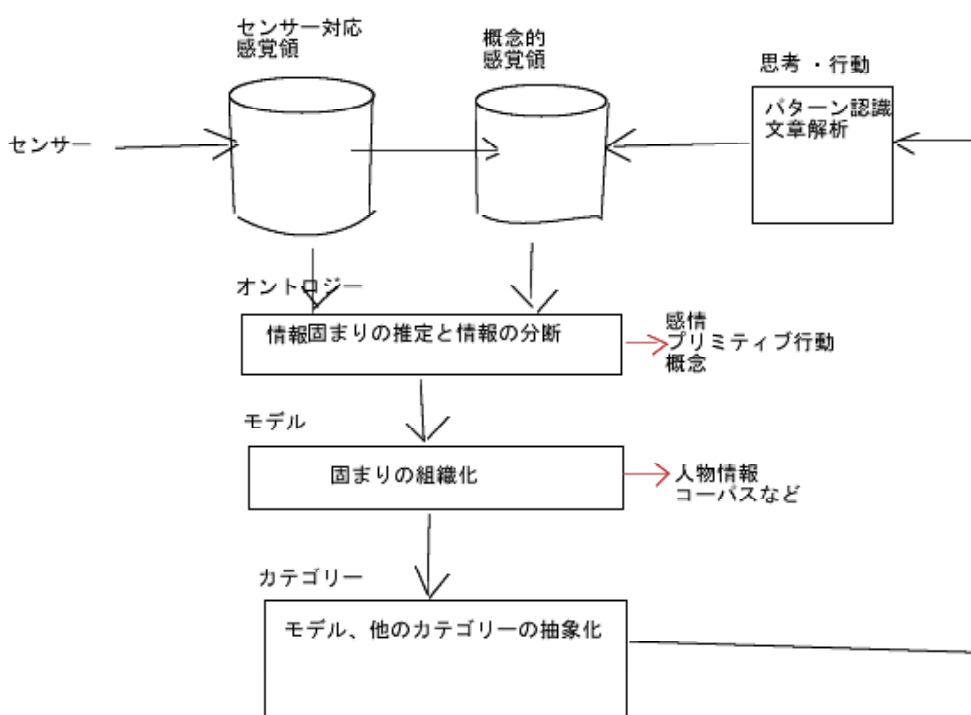 センサー対応
感覚領
概念的
感覚領
思考・行動
パターン認識
文章解析
センサー
オントロジー
情報固まりの推定と情報の分断
感情
プリミティブ行動
概念
モデル
固まりの組織化
人物情報
コーパスなど
カテゴリー
モデル、他のカテゴリーの抽象化